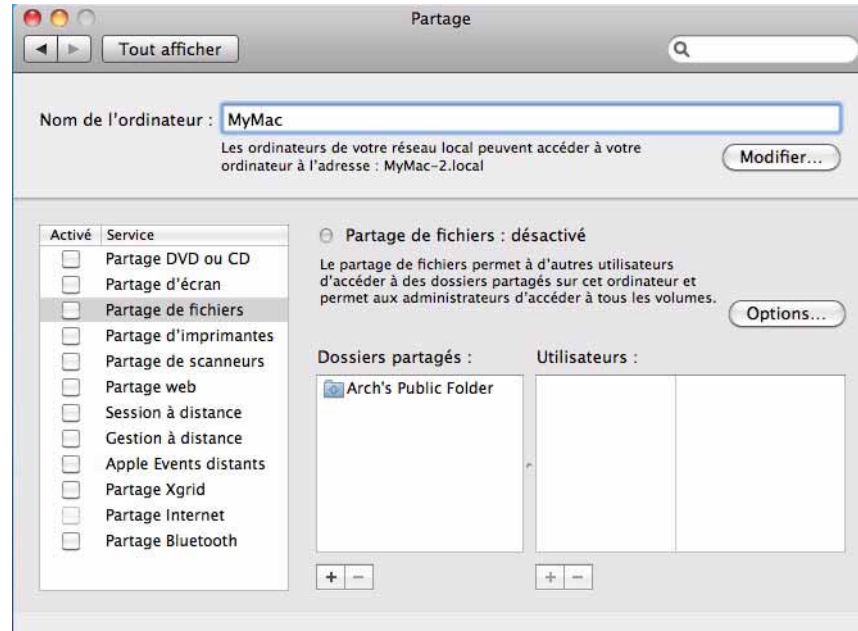 Partage
Tout afficher
Nom de l'ordinateur : MyMac
Les ordinateurs de votre réseau local peuvent accéder à votre
ordinateur à l'adresse : MyMac-2.local
Modifier...
Activé Service
Partage DVD ou CD
Partage d'écran
Partage de fichiers
Partage d'imprimantes
Partage de scanneurs
Partage web
Session à distance
Gestion à distance
Apple Events distants
Partage Xgrid
Partage Internet
Partage Bluetooth
Partage de fichiers : désactivé
Le partage de fichiers permet à d'autres utilisateurs
d'accéder à des dossiers partagés sur cet ordinateur et
permet aux administrateurs d'accéder à tous les volumes.
Options...
Dossiers partagés :
Arch's Public Folder
Utilisateurs :